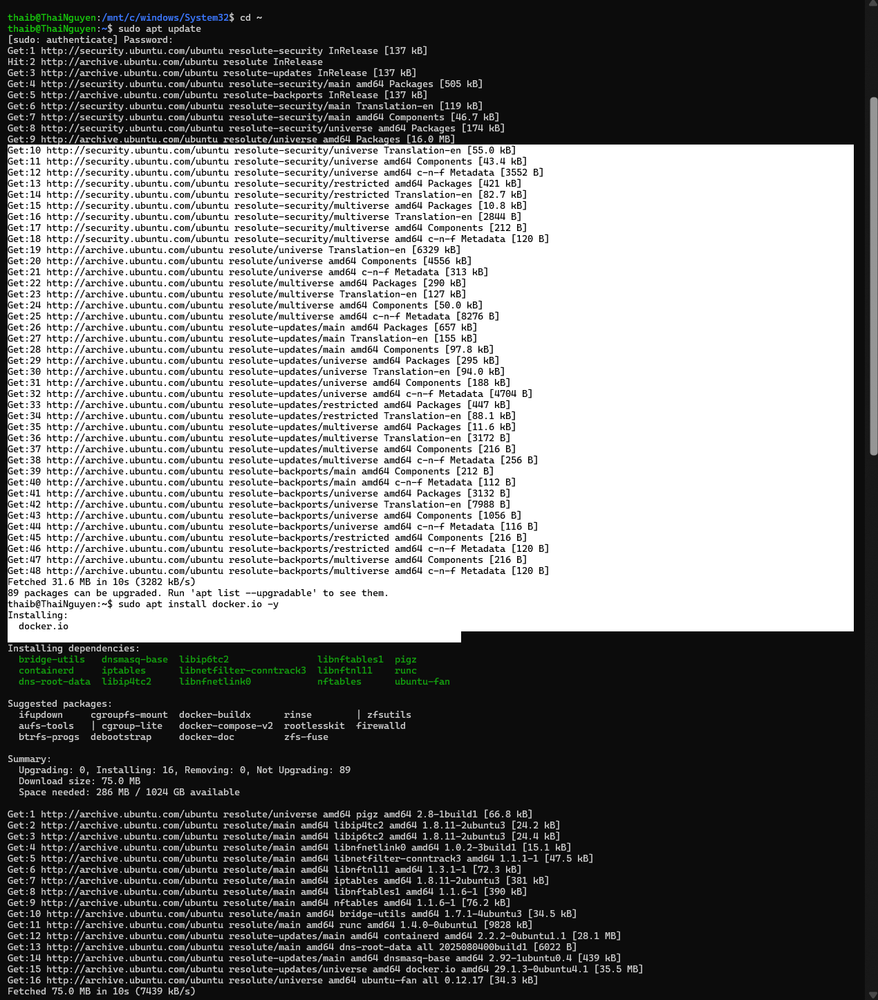 thaib@ThaiNguyen:/mnt/c/windows/System32$ cd ~
thaib@ThaiNguyen:~$ sudo apt update
[sudo: authenticate] Password:
Get:1 http://security.ubuntu.com/ubuntu resolute-security InRelease [137 kB]
Hit:2 http://archive.ubuntu.com/ubuntu resolute InRelease
Get:3 http://archive.ubuntu.com/ubuntu resolute-updates InRelease [137 kB]
Get:4 http://security.ubuntu.com/ubuntu resolute-security/main amd64 Packages [505 kB]
Get:5 http://archive.ubuntu.com/ubuntu resolute-backports InRelease [137 kB]
Get:6 http://security.ubuntu.com/ubuntu resolute-security/main Translation-en [119 kB]
Get:7 http://security.ubuntu.com/ubuntu resolute-security/main amd64 Components [46.7 kB]
Get:8 http://security.ubuntu.com/ubuntu resolute-security/universe amd64 Packages [174 kB]
Get:9 http://archive.ubuntu.com/ubuntu resolute/universe amd64 Packages [16.0 MB]
Get:10 http://security.ubuntu.com/ubuntu resolute-security/universe Translation-en [55.0 kB]
Get:11 http://security.ubuntu.com/ubuntu resolute-security/universe amd64 Components [43.4 kB]
Get:12 http://security.ubuntu.com/ubuntu resolute-security/universe amd64 c-n-f Metadata [3552 B]
Get:13 http://security.ubuntu.com/ubuntu resolute-security/restricted amd64 Packages [421 kB]
Get:14 http://security.ubuntu.com/ubuntu resolute-security/restricted Translation-en [82.7 kB]
Get:15 http://security.ubuntu.com/ubuntu resolute-security/multiverse amd64 Packages [10.8 kB]
Get:16 http://security.ubuntu.com/ubuntu resolute-security/multiverse Translation-en [2844 B]
Get:17 http://security.ubuntu.com/ubuntu resolute-security/multiverse amd64 Components [212 B]
Get:18 http://security.ubuntu.com/ubuntu resolute-security/multiverse amd64 c-n-f Metadata [120 B]
Get:19 http://archive.ubuntu.com/ubuntu resolute/universe Translation-en [6329 kB]
Get:20 http://archive.ubuntu.com/ubuntu resolute/universe amd64 Components [4556 kB]
Get:21 http://archive.ubuntu.com/ubuntu resolute/universe amd64 c-n-f Metadata [313 kB]
Get:22 http://archive.ubuntu.com/ubuntu resolute/multiverse amd64 Packages [290 kB]
Get:23 http://archive.ubuntu.com/ubuntu resolute/multiverse Translation-en [127 kB]
Get:24 http://archive.ubuntu.com/ubuntu resolute/multiverse amd64 Components [50.0 kB]
Get:25 http://archive.ubuntu.com/ubuntu resolute/multiverse amd64 c-n-f Metadata [8276 B]
Get:26 http://archive.ubuntu.com/ubuntu resolute-updates/main amd64 Packages [657 kB]
Get:27 http://archive.ubuntu.com/ubuntu resolute-updates/main Translation-en [155 kB]
Get:28 http://archive.ubuntu.com/ubuntu resolute-updates/main amd64 Components [97.8 kB]
Get:29 http://archive.ubuntu.com/ubuntu resolute-updates/universe amd64 Packages [295 kB]
Get:30 http://archive.ubuntu.com/ubuntu resolute-updates/universe Translation-en [94.0 kB]
Get:31 http://archive.ubuntu.com/ubuntu resolute-updates/universe amd64 Components [188 kB]
Get:32 http://archive.ubuntu.com/ubuntu resolute-updates/universe amd64 c-n-f Metadata [4704 B]
Get:33 http://archive.ubuntu.com/ubuntu resolute-updates/restricted amd64 Packages [447 kB]
Get:34 http://archive.ubuntu.com/ubuntu resolute-updates/restricted Translation-en [88.1 kB]
Get:35 http://archive.ubuntu.com/ubuntu resolute-updates/multiverse amd64 Packages [11.6 kB]
Get:36 http://archive.ubuntu.com/ubuntu resolute-updates/multiverse Translation-en [3172 B]
Get:37 http://archive.ubuntu.com/ubuntu resolute-updates/multiverse amd64 Components [216 B]
Get:38 http://archive.ubuntu.com/ubuntu resolute-updates/multiverse amd64 c-n-f Metadata [256 B]
Get:39 http://archive.ubuntu.com/ubuntu resolute-backports/main amd64 Components [212 B]
Get:40 http://archive.ubuntu.com/ubuntu resolute-backports/main amd64 c-n-f Metadata [112 B]
Get:41 http://archive.ubuntu.com/ubuntu resolute-backports/universe amd64 Packages [3132 B]
Get:42 http://archive.ubuntu.com/ubuntu resolute-backports/universe Translation-en [7988 B]
Get:43 http://archive.ubuntu.com/ubuntu resolute-backports/universe amd64 Components [1056 B]
Get:44 http://archive.ubuntu.com/ubuntu resolute-backports/universe amd64 c-n-f Metadata [116 B]
Get:45 http://archive.ubuntu.com/ubuntu resolute-backports/restricted amd64 Components [216 B]
Get:46 http://archive.ubuntu.com/ubuntu resolute-backports/restricted amd64 c-n-f Metadata [120 B]
Get:47 http://archive.ubuntu.com/ubuntu resolute-backports/multiverse amd64 Components [216 B]
Get:48 http://archive.ubuntu.com/ubuntu resolute-backports/multiverse amd64 c-n-f Metadata [120 B]
Fetched 31.6 MB in 10s (3282 kB/s)
89 packages can be upgraded. Run 'apt list --upgradable' to see them.
thaib@ThaiNguyen:~$ sudo apt install docker.io -y
Installing:
  docker.io
Installing dependencies:
  bridge-utils   dnsmasq-base  libip6tc2                libnftables1  pigz
  containerd     iptables      libnetfilter-conntrack3  libnftnl11    runc
  dns-root-data  libip4tc2     libnfnetlink0            nftables      ubuntu-fan
Suggested packages:
  ifupdown     cgroupfs-mount  docker-buildx      rinse        | zfsutils
  aufs-tools   | cgroup-lite   docker-compose-v2  rootlesskit  firewalld
  btrfs-progs  debootstrap     docker-doc         zfs-fuse
Summary:
  Upgrading: 0, Installing: 16, Removing: 0, Not Upgrading: 89
  Download size: 75.0 MB
  Space needed: 286 MB / 1024 GB available
Get:1 http://archive.ubuntu.com/ubuntu resolute/universe amd64 pigz amd64 2.8-1build1 [66.8 kB]
Get:2 http://archive.ubuntu.com/ubuntu resolute/main amd64 libip4tc2 amd64 1.8.11-2ubuntu3 [24.2 kB]
Get:3 http://archive.ubuntu.com/ubuntu resolute/main amd64 libip6tc2 amd64 1.8.11-2ubuntu3 [24.4 kB]
Get:4 http://archive.ubuntu.com/ubuntu resolute/main amd64 libnfnetlink0 amd64 1.0.2-3build1 [15.1 kB]
Get:5 http://archive.ubuntu.com/ubuntu resolute/main amd64 libnetfilter-conntrack3 amd64 1.1.1-1 [47.5 kB]
Get:6 http://archive.ubuntu.com/ubuntu resolute/main amd64 libnftnl11 amd64 1.3.1-1 [72.3 kB]
Get:7 http://archive.ubuntu.com/ubuntu resolute/main amd64 iptables amd64 1.8.11-2ubuntu3 [381 kB]
Get:8 http://archive.ubuntu.com/ubuntu resolute/main amd64 libnftables1 amd64 1.1.6-1 [390 kB]
Get:9 http://archive.ubuntu.com/ubuntu resolute/main amd64 nftables amd64 1.1.6-1 [76.2 kB]
Get:10 http://archive.ubuntu.com/ubuntu resolute/main amd64 bridge-utils amd64 1.7.1-4ubuntu3 [34.5 kB]
Get:11 http://archive.ubuntu.com/ubuntu resolute/main amd64 runc amd64 1.4.0-0ubuntu1 [9828 kB]
Get:12 http://archive.ubuntu.com/ubuntu resolute-updates/main amd64 containerd amd64 2.2.2-0ubuntu1.1 [28.1 MB]
Get:13 http://archive.ubuntu.com/ubuntu resolute/main amd64 dns-root-data all 2025080400build1 [6022 B]
Get:14 http://archive.ubuntu.com/ubuntu resolute-updates/main amd64 dnsmasq-base amd64 2.92-1ubuntu0.4 [439 kB]
Get:15 http://archive.ubuntu.com/ubuntu resolute-updates/universe amd64 docker.io amd64 29.1.3-0ubuntu4.1 [35.5 MB]
Get:16 http://archive.ubuntu.com/ubuntu resolute/universe amd64 ubuntu-fan all 0.12.17 [34.3 kB]
Fetched 75.0 MB in 10s (7439 kB/s)